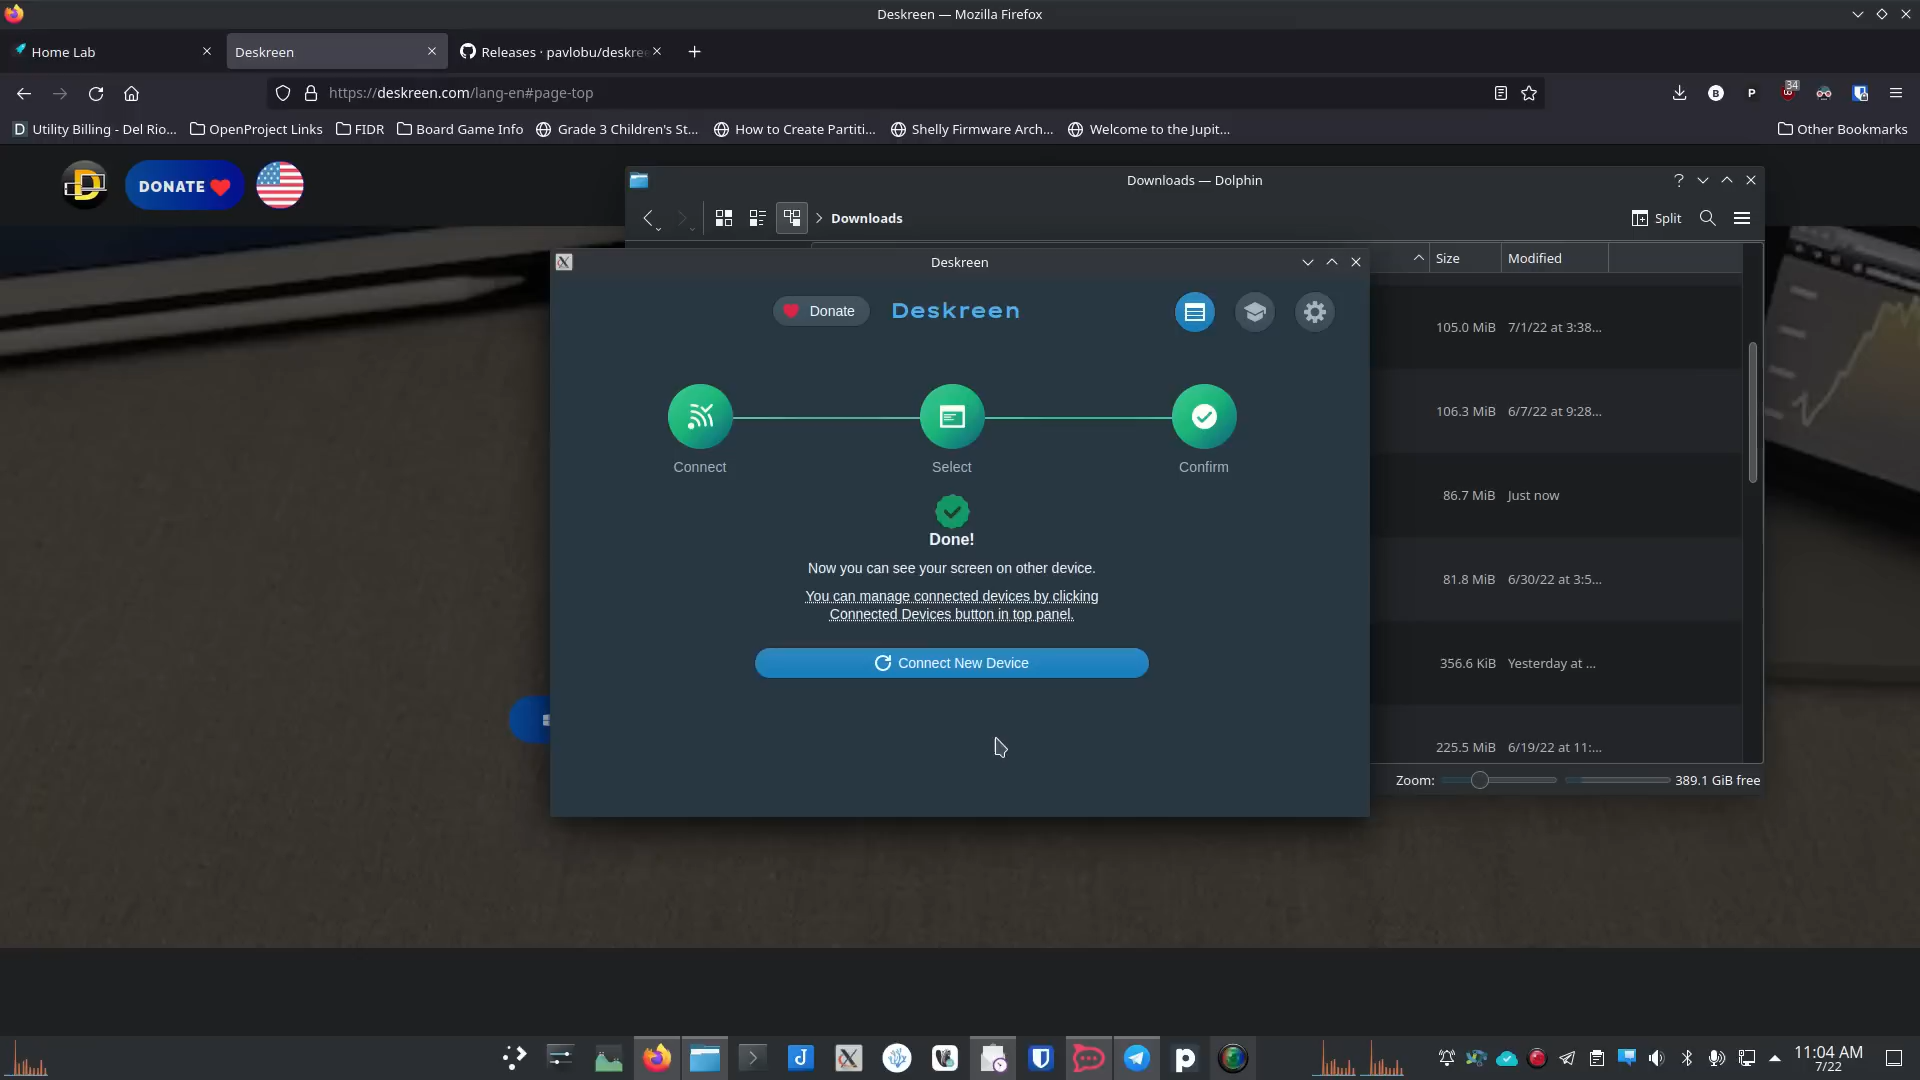 Deskreen — Mozilla Firefox
Home Lab
Deskreen
Releases · pavlobu/deskree
https://deskreen.com/lang-en#page-top
34
Utility Billing - Del Rio...
OpenProject Links
FIDR
Board Game Info
Grade 3 Children's St...
How to Create Partiti...
Shelly Firmware Arch...
Welcome to the Jupit...
Other Bookmarks
DONATE
Downloads — Dolphin
Downloads
Split
Deskreen
Size
Modified
Donate
Deskreen
105.0 MiB
7/1/22 at 3:38...
106.3 MiB
6/7/22 at 9:28...
Connect
Select
Confirm
86.7 MiB
Just now
Done!
Now you can see your screen on other device.
You can manage connected devices by clicking
Connected Devices button in top panel.
81.8 MiB
6/30/22 at 3:5...
Connect New Device
356.6 KiB
Yesterday at ...
225.5 MiB
6/19/22 at 11:...
Zoom:
389.1 GiB free
11:04 AM
7/22